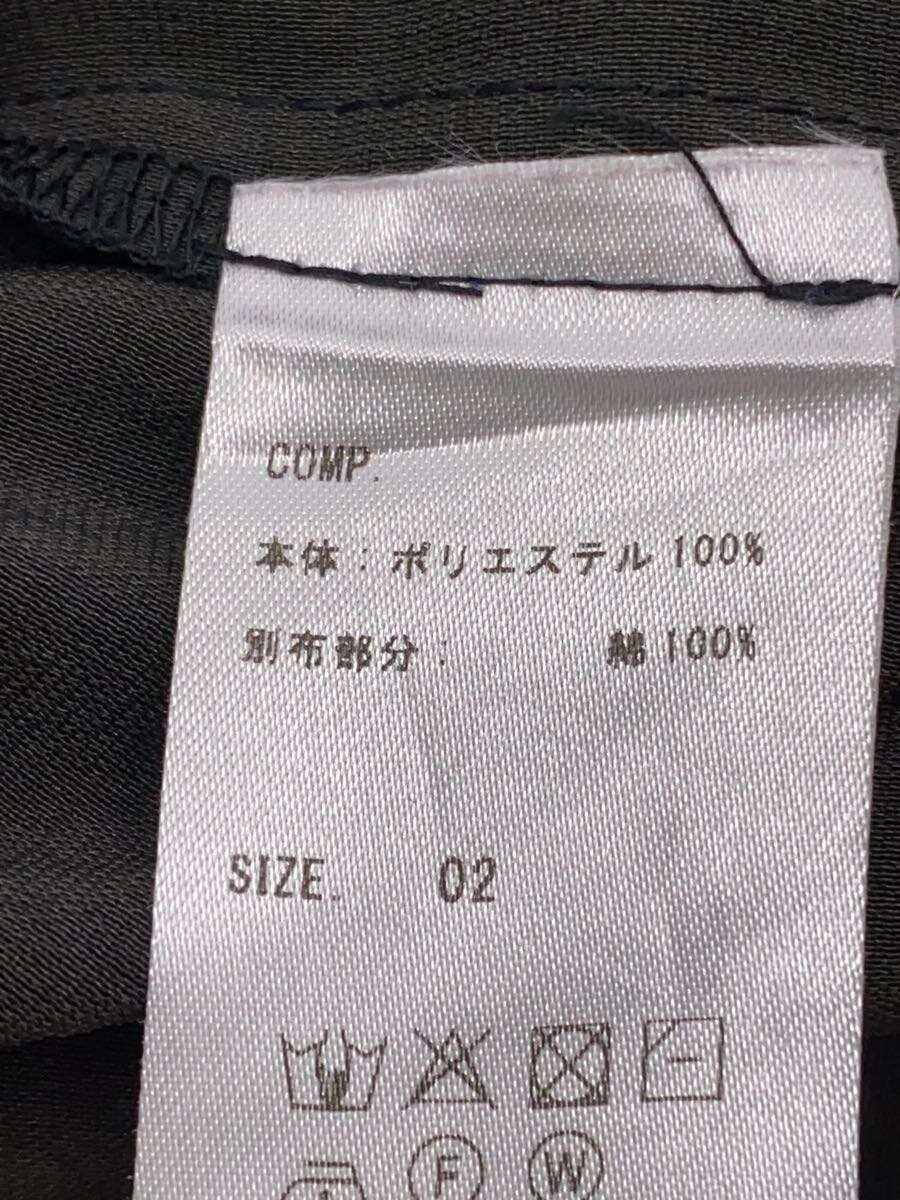 COMP.
本体：ポリエステル 100%
別布部分： 綿 100%
SIZE. 02
F W